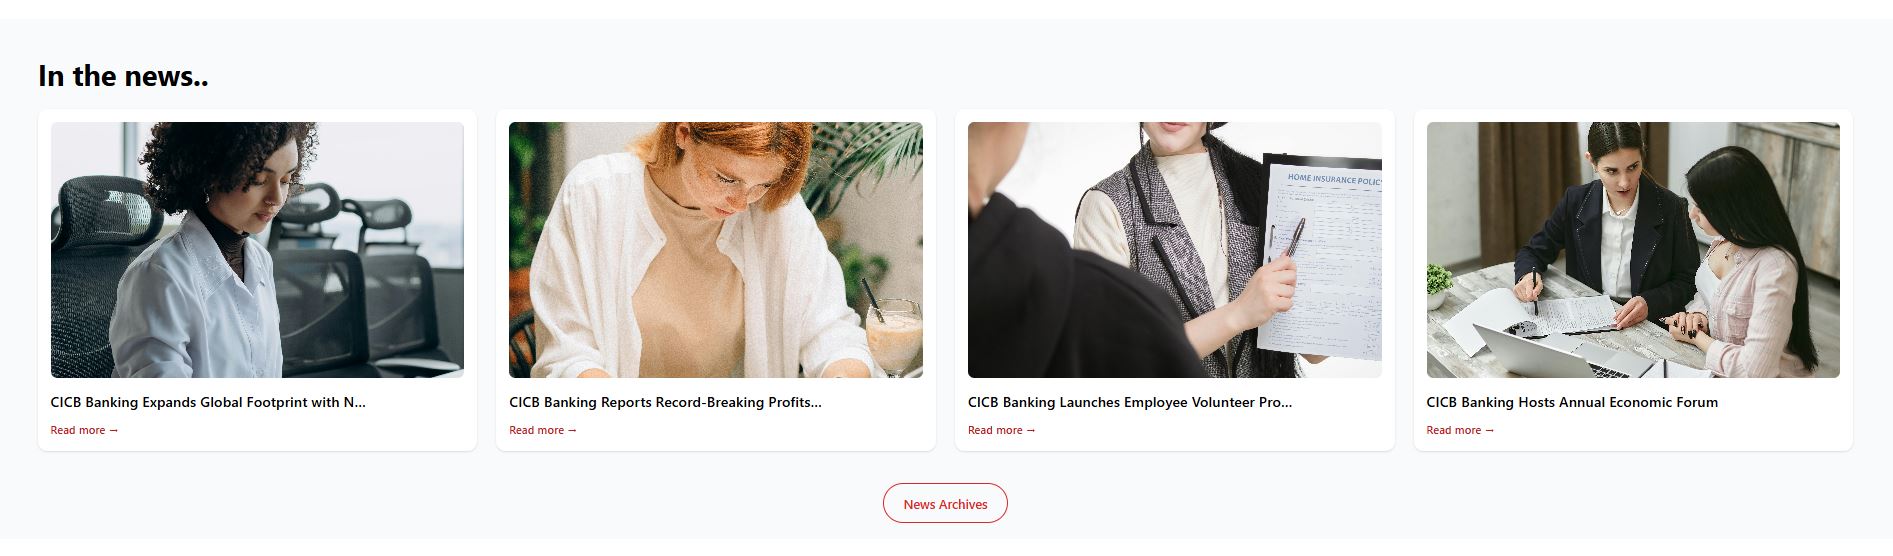 In the news..
HOME INSURANCE POLIC
CICB Banking Expands Global Footprint with N...
Read more →
CICB Banking Reports Record-Breaking Profits...
Read more →
CICB Banking Launches Employee Volunteer Pro...
Read more →
CICB Banking Hosts Annual Economic Forum
Read more →
News Archives